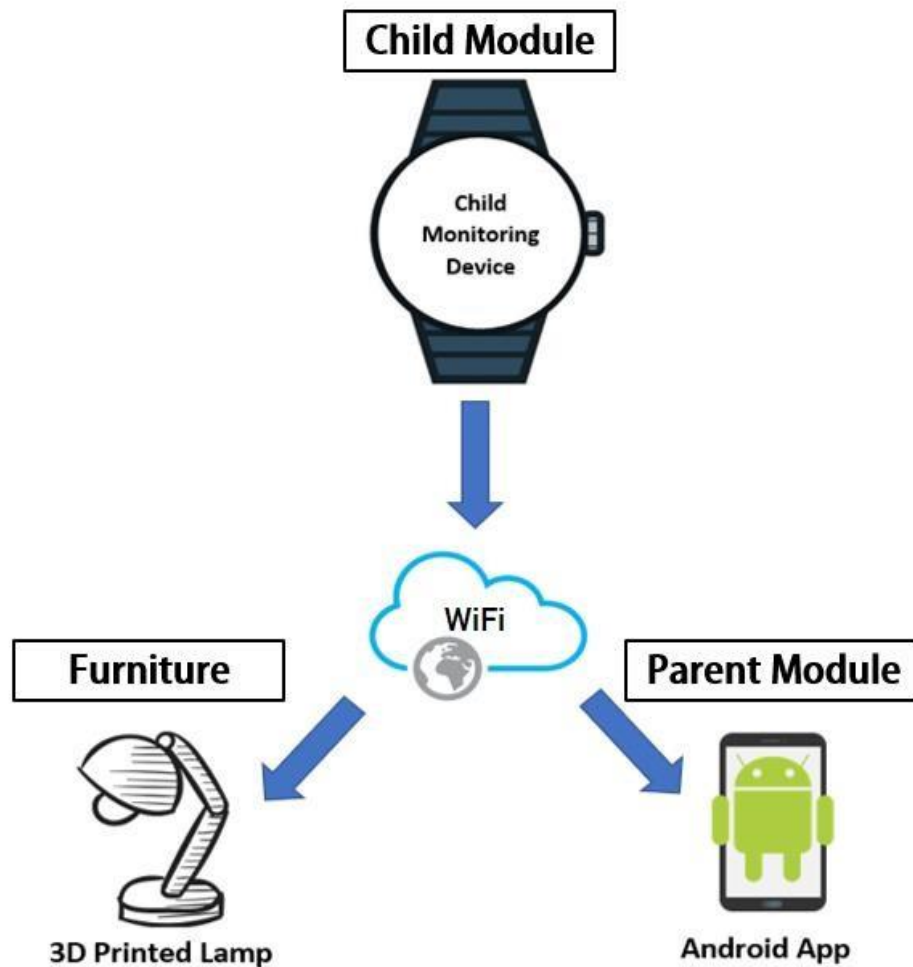 Child Module
Child
Monitoring
Device
WiFi
Furniture
Parent Module
3D Printed Lamp
Android App